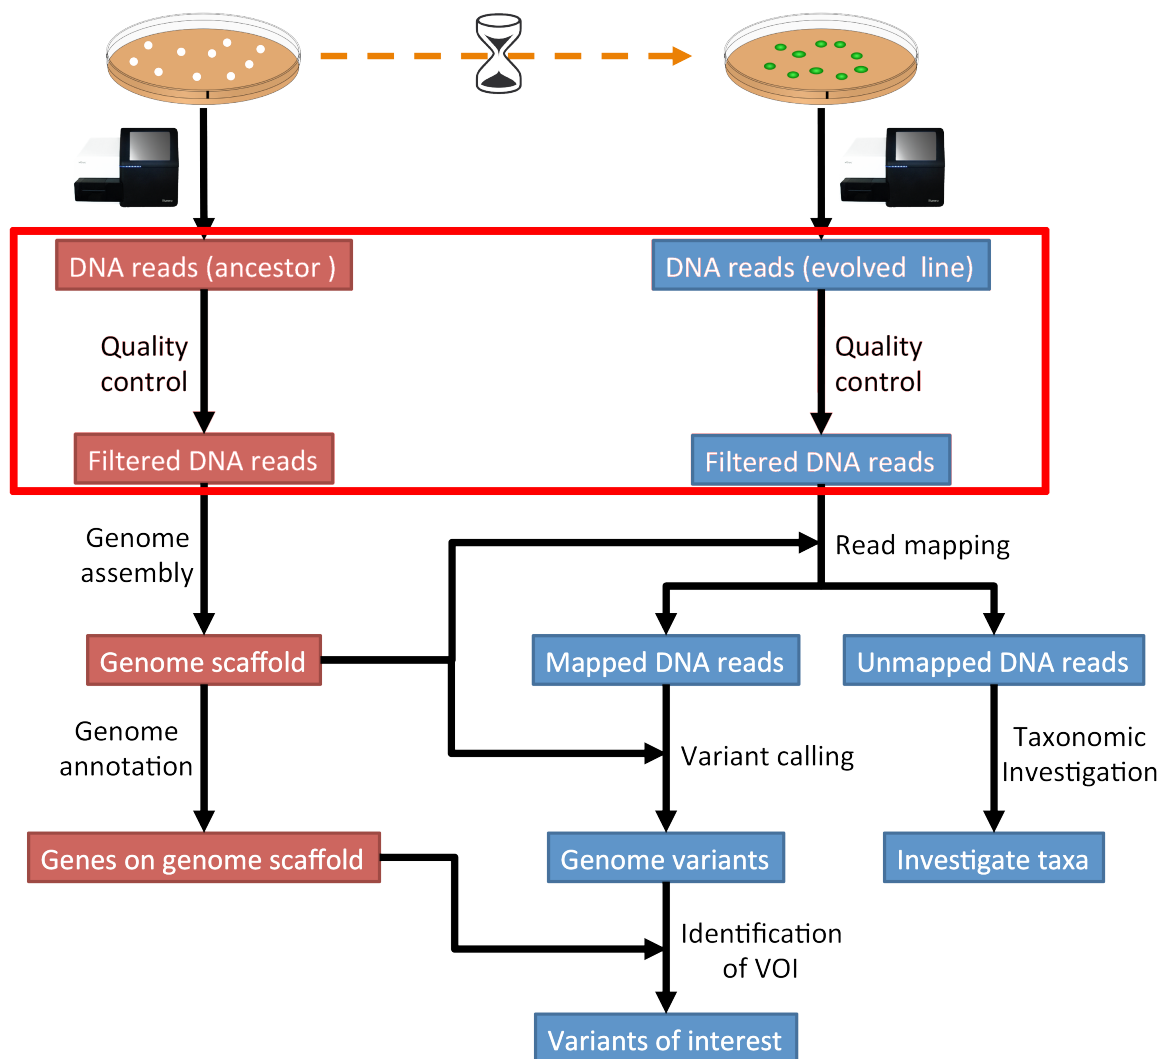 DNA reads (ancestor )
DNA reads (evolved  line)
Quality
control
Quality
control
Filtered DNA reads
Filtered DNA reads
Genome
assembly
Read mapping
Genome scaffold
Mapped DNA reads
Unmapped DNA reads
Genome
annotation
Variant calling
Taxonomic
Investigation
Genes on genome scaffold
Genome variants
Investigate taxa
Identification
of VOI
Variants of interest